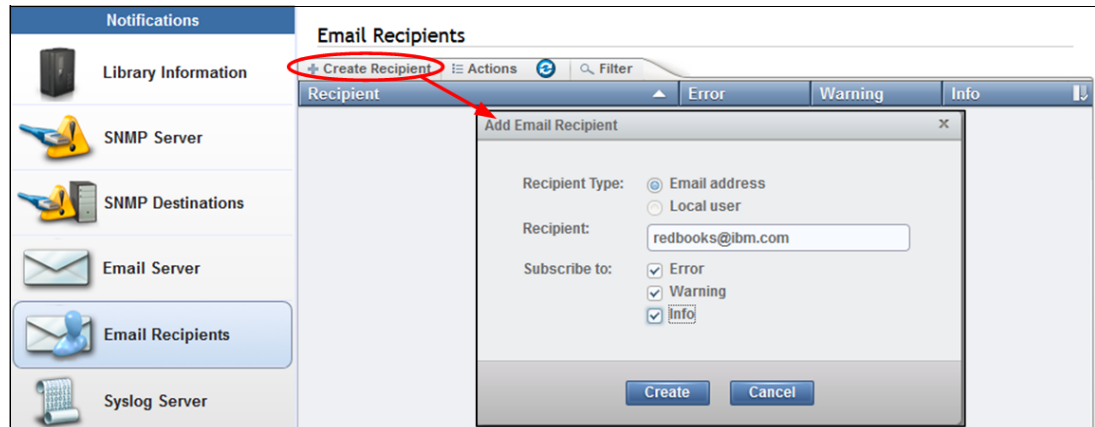 Notifications
Library Information
SNMP Server
SNMP Destinations
Email Server
Email Recipients
Syslog Server
Email Recipients
Create Recipient Actions Filter
Recipient Error Warning Info
Add Email Recipient x
Recipient Type: Email address
Local user
Recipient: redbooks@ibm.com
Subscribe to: Error
Warning
Info
Create Cancel